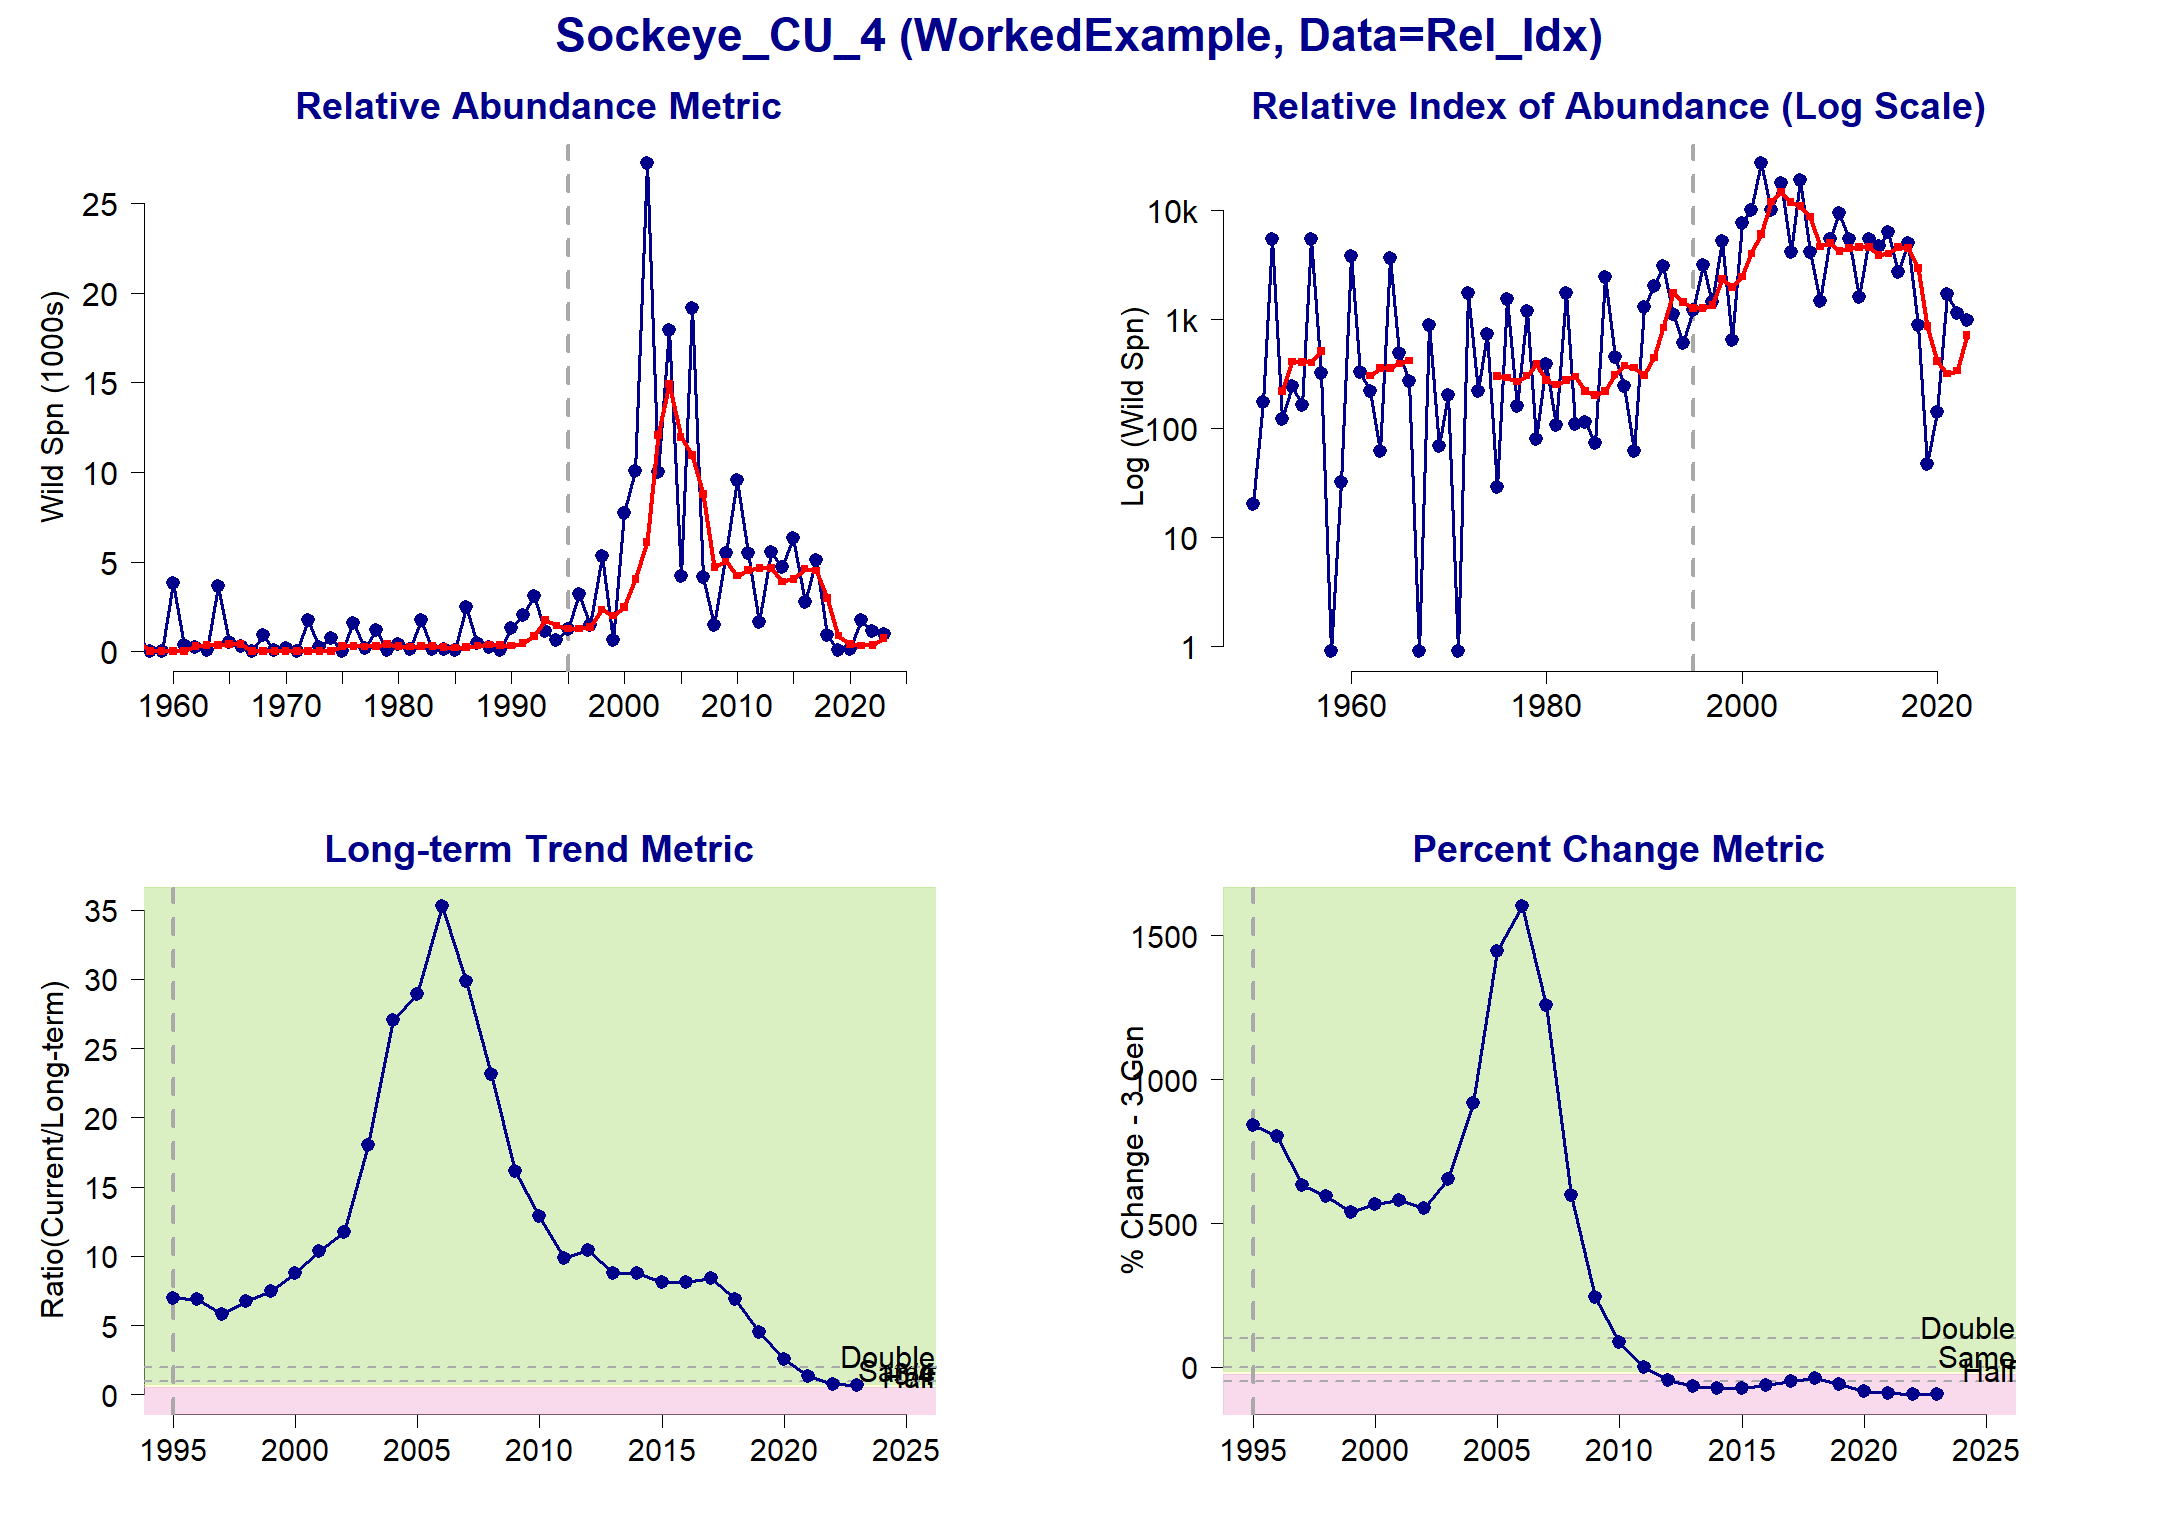 Sockeye_CU_4 (WorkedExample, Data=Rel_Idx)
Relative Abundance Metric
Wild Spn (1000s)
25
20
15
10
5
0
1960 1970 1980 1990 2000 2010 2020
Relative Index of Abundance (Log Scale)
Log (Wild Spn)
10k
1k
100
10
1
1960 1980 2000 2020
Long-term Trend Metric
Ratio(Current/Long-term)
35
30
25
20
15
10
5
0
Double
Same
Half
1995 2000 2005 2010 2015 2020 2025
Percent Change Metric
% Change - 3 Gen
1500
1000
500
0
Double
Same
Half
1995 2000 2005 2010 2015 2020 2025